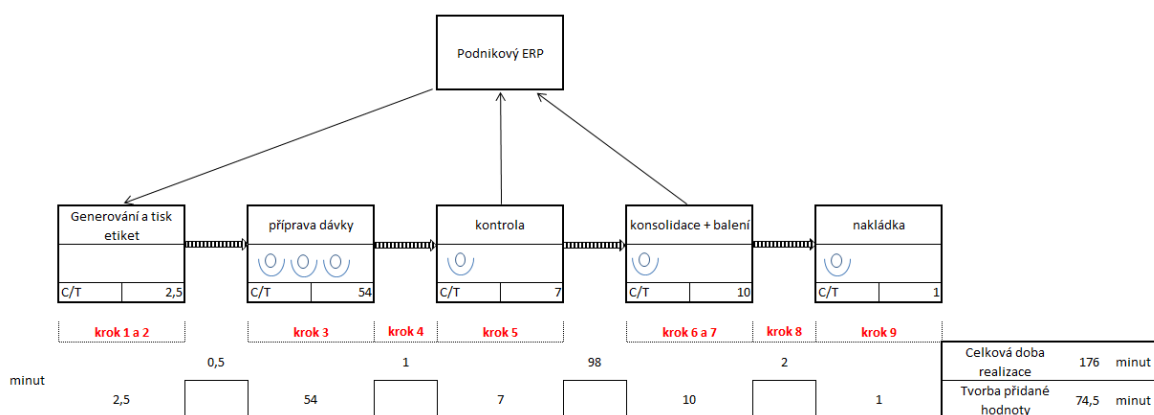 Podnikový ERP
Generování a tisk
etiket
příprava dávky
kontrola
konsolidace + balení
nakládka
C/T 2,5
C/T 54
C/T 7
C/T 10
C/T 1
krok 1 a 2
krok 3
krok 4
krok 5
krok 6 a 7
krok 8
krok 9
minut
0,5
1
98
2
2,5
54
7
10
1
Celková doba
realizace
176 minut
Tvorba přidané
hodnoty
74,5 minut